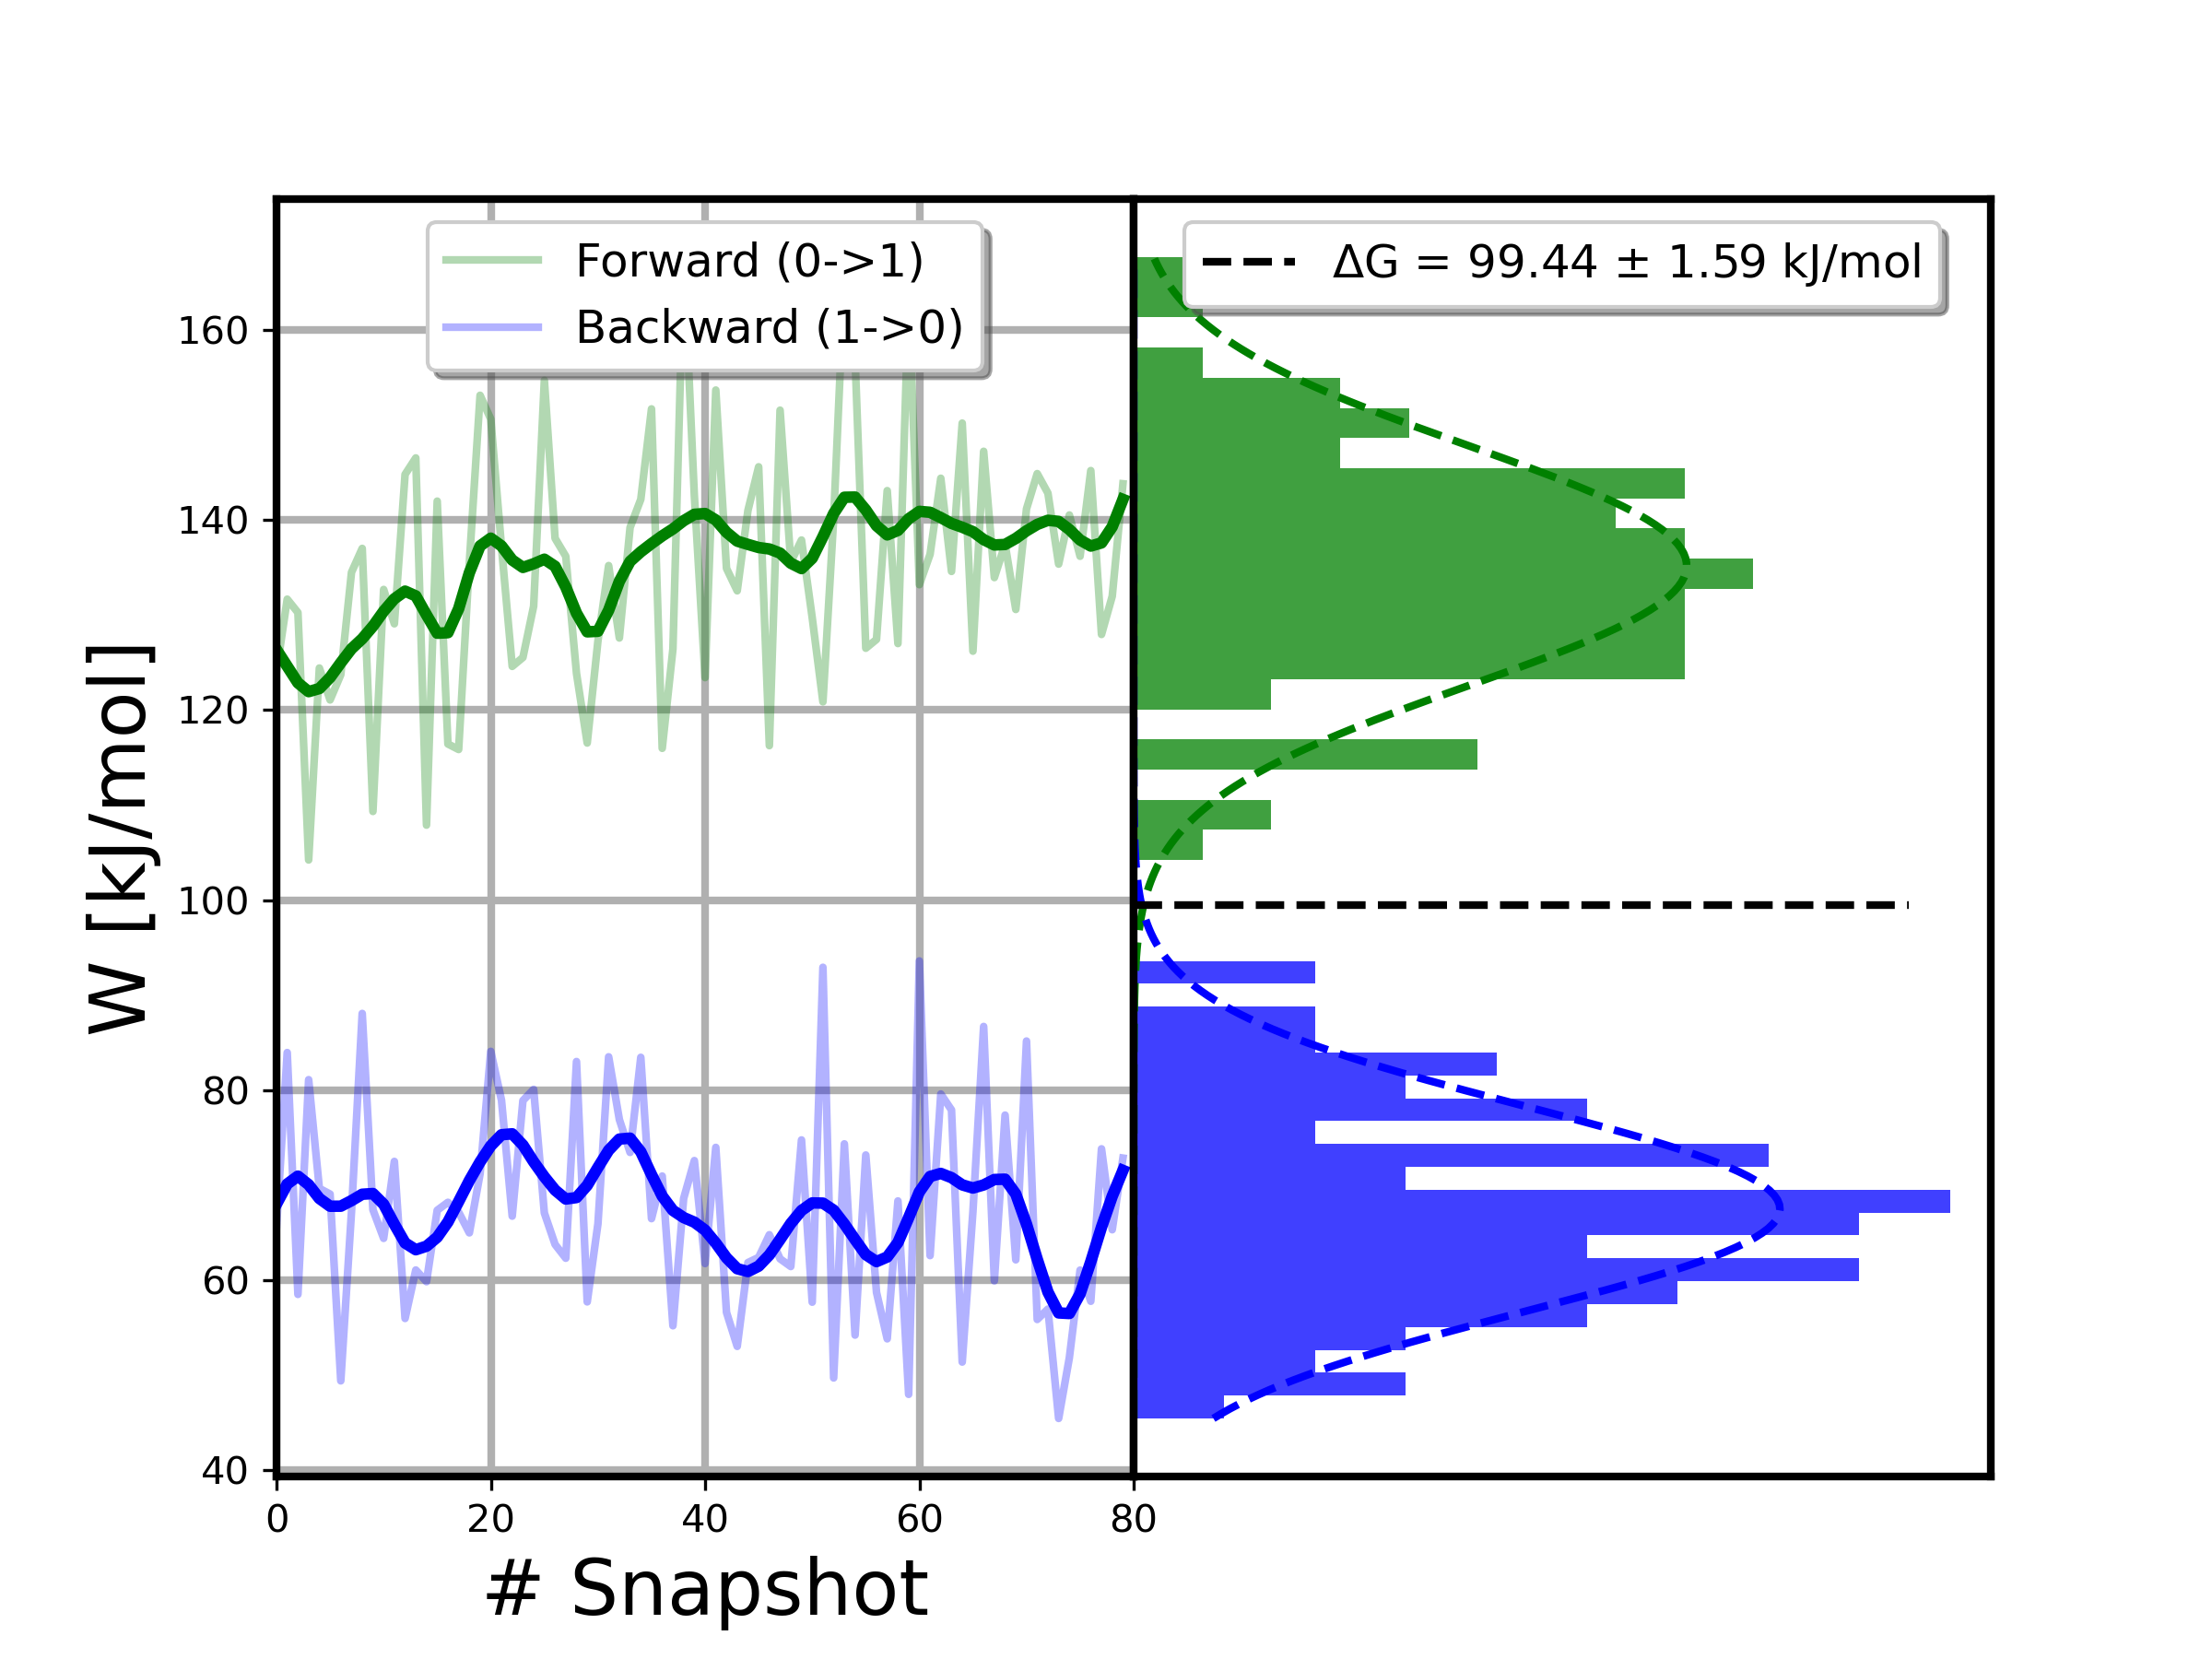 Forward (0->1)
Backward (1->0)
ΔG = 99.44 ± 1.59 kJ/mol
W [kJ/mol]
160
140
120
100
80
60
40
0 20 40 60 80
# Snapshot